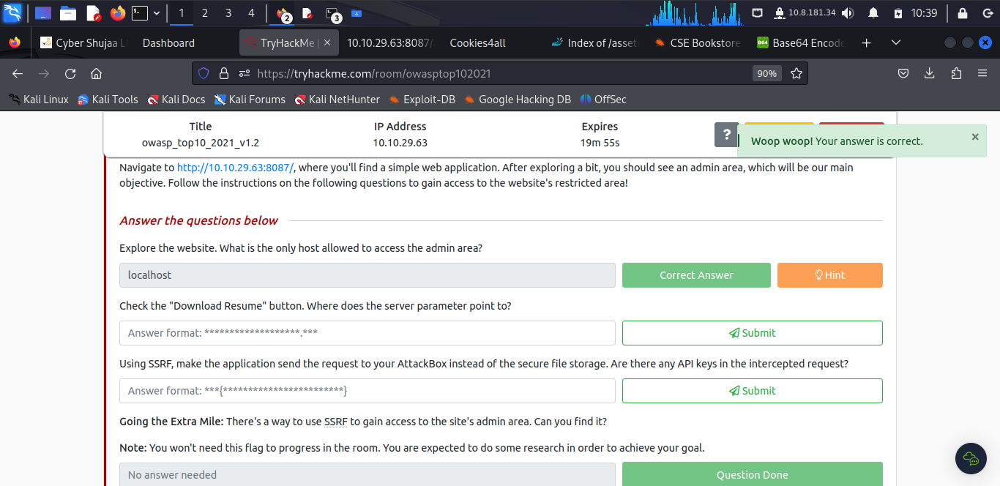 1 2 3 4 2 3 10.8.181.34 10:39
Cyber Shujaa L Dashboard TryHackMe | 10.10.29.63:8087/ Cookies4all Index of /assets CSE Bookstore B64 Base64 Encode
https://tryhackme.com/room/owasptop102021 90%
Kali Linux Kali Tools Kali Docs Kali Forums Kali NetHunter Exploit-DB Google Hacking DB OffSec
Title IP Address Expires
owasp_top10_2021_v1.2 10.10.29.63 19m 55s
?
Woop woop! Your answer is correct.
Navigate to http://10.10.29.63:8087/, where you'll find a simple web application. After exploring a bit, you should see an admin area, which will be our main
objective. Follow the instructions on the following questions to gain access to the website's restricted area!
Answer the questions below
Explore the website. What is the only host allowed to access the admin area?
localhost Correct Answer Hint
Check the "Download Resume" button. Where does the server parameter point to?
Answer format: *******************.*** Submit
Using SSRF, make the application send the request to your AttackBox instead of the secure file storage. Are there any API keys in the intercepted request?
Answer format: ***{************************} Submit
Going the Extra Mile: There's a way to use SSRF to gain access to the site's admin area. Can you find it?
Note: You won't need this flag to progress in the room. You are expected to do some research in order to achieve your goal.
No answer needed Question Done